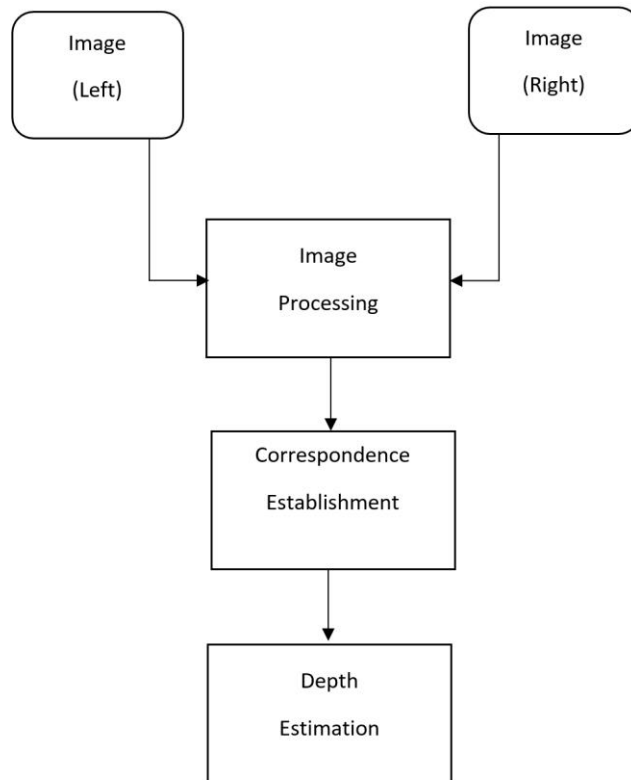 Image
(Left)
Image
(Right)
Image
Processing
Correspondence
Establishment
Depth
Estimation